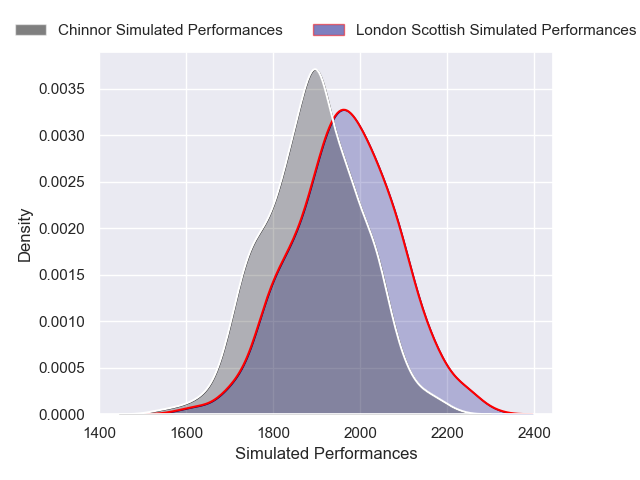 Chinnor Simulated Performances
London Scottish Simulated Performances
Density
0.0035
0.0030
0.0025
0.0020
0.0015
0.0010
0.0005
0.0000
1400 1600 1800 2000 2200 2400
Simulated Performances